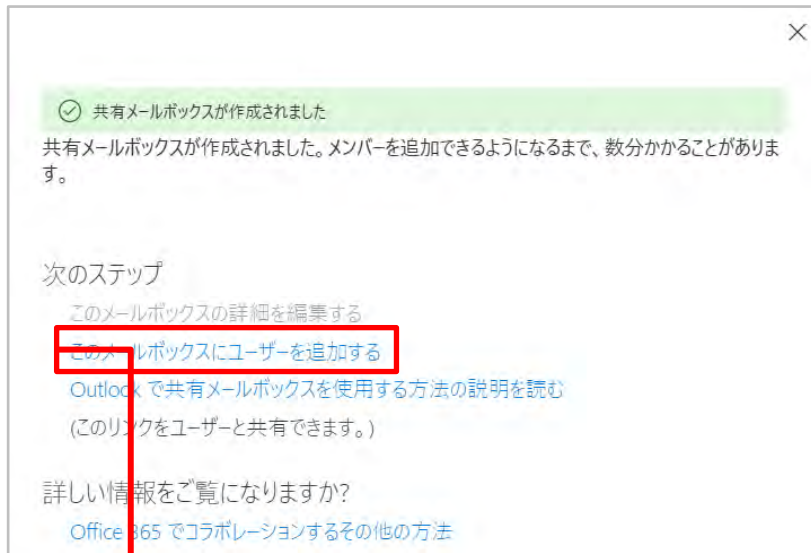 共有メールボックスが作成されました
共有メールボックスが作成されました。メンバーを追加できるようになるまで、数分かかることがありま
す。
次のステップ
このメールボックスの詳細を編集する
このメールボックスにユーザーを追加する
Outlook で共有メールボックスを使用する方法の説明を読む
(このリンクをユーザーと共有できます。)
詳しい情報をご覧になりますか?
Office 365 でコラボレーションするその他の方法